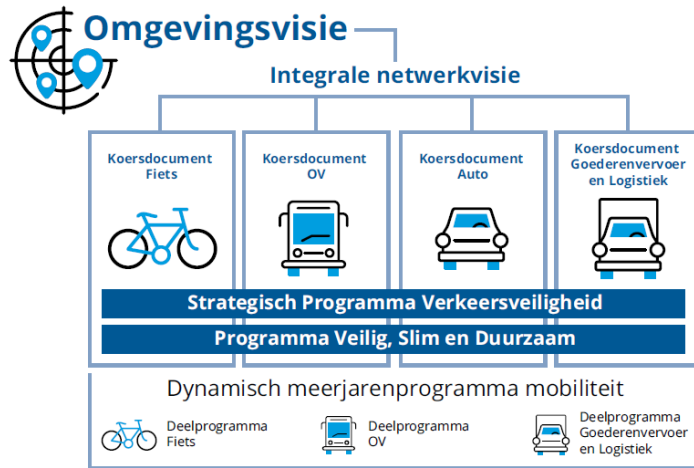 Omgevingsvisie
Integrale netwerkvisie
Koersdocument
Fiets
Koersdocument
OV
Koersdocument
Auto
Koersdocument
Goederenvervoer
en Logistiek
Strategisch Programma Verkeersveiligheid
Programma Veilig, Slim en Duurzaam
Dynamisch meerjarenprogramma mobiliteit
Deelprogramma
Fiets
Deelprogramma
OV
Deelprogramma
Goederenvervoer
en Logistiek